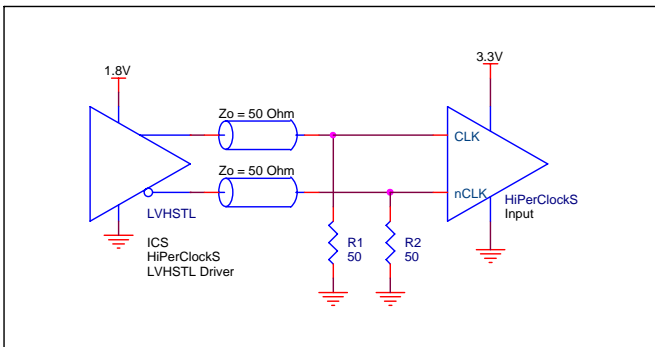 1.8V
3.3V
Zo = 50 Ohm
CLK
Zo = 50 Ohm
nCLK
LVHSTL
HiPerClockS
Input
ICS
HiPerClockS
LVHSTL Driver
R1
50
R2
50